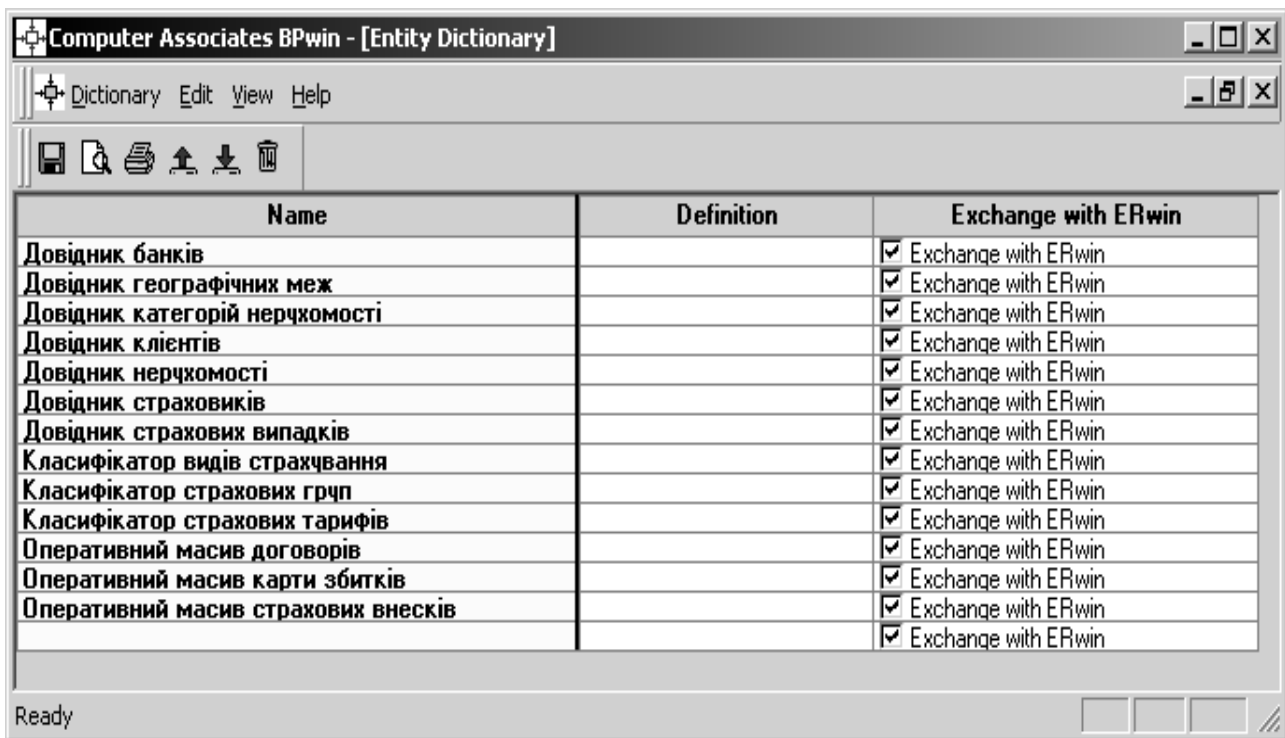 Computer Associates BPwin - [Entity Dictionary]
Dictionary Edit View Help
Name Definition Exchange with ERwin
Довідник банків Exchange with ERwin
Довідник географічних меж Exchange with ERwin
Довідник категорій нерухомості Exchange with ERwin
Довідник клієнтів Exchange with ERwin
Довідник нерухомості Exchange with ERwin
Довідник страховиків Exchange with ERwin
Довідник страхових випадків Exchange with ERwin
Класифікатор видів страхування Exchange with ERwin
Класифікатор страхових груп Exchange with ERwin
Класифікатор страхових тарифів Exchange with ERwin
Оперативний масив договорів Exchange with ERwin
Оперативний масив карти збитків Exchange with ERwin
Оперативний масив страхових внесків Exchange with ERwin
Exchange with ERwin
Ready